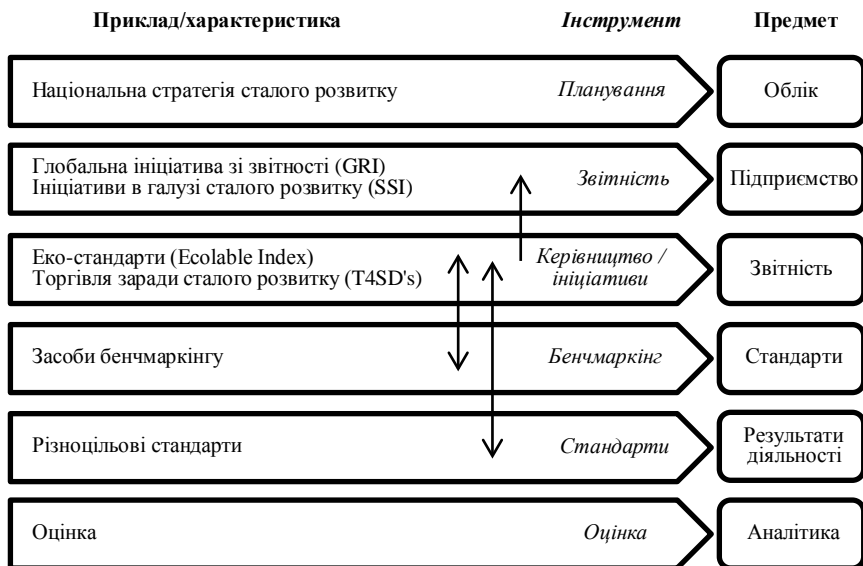 Приклад/характеристика Інструмент Предмет
Національна стратегія сталого розвитку Планування Облік
Глобальна ініціатива зі звітності (GRI)
Ініціативи в галузі сталого розвитку (SSI) Звітність Підприємство
Еко-стандарти (Ecolable Index)
Торгівля заради сталого розвитку (T4SD's)
Керівництво /
ініціативи
Звітність
Засоби бенчмаркінгу Бенчмаркінг Стандарти
Різноцільові стандарти Стандарти
Результати
діяльності
Оцінка Оцінка Аналітика